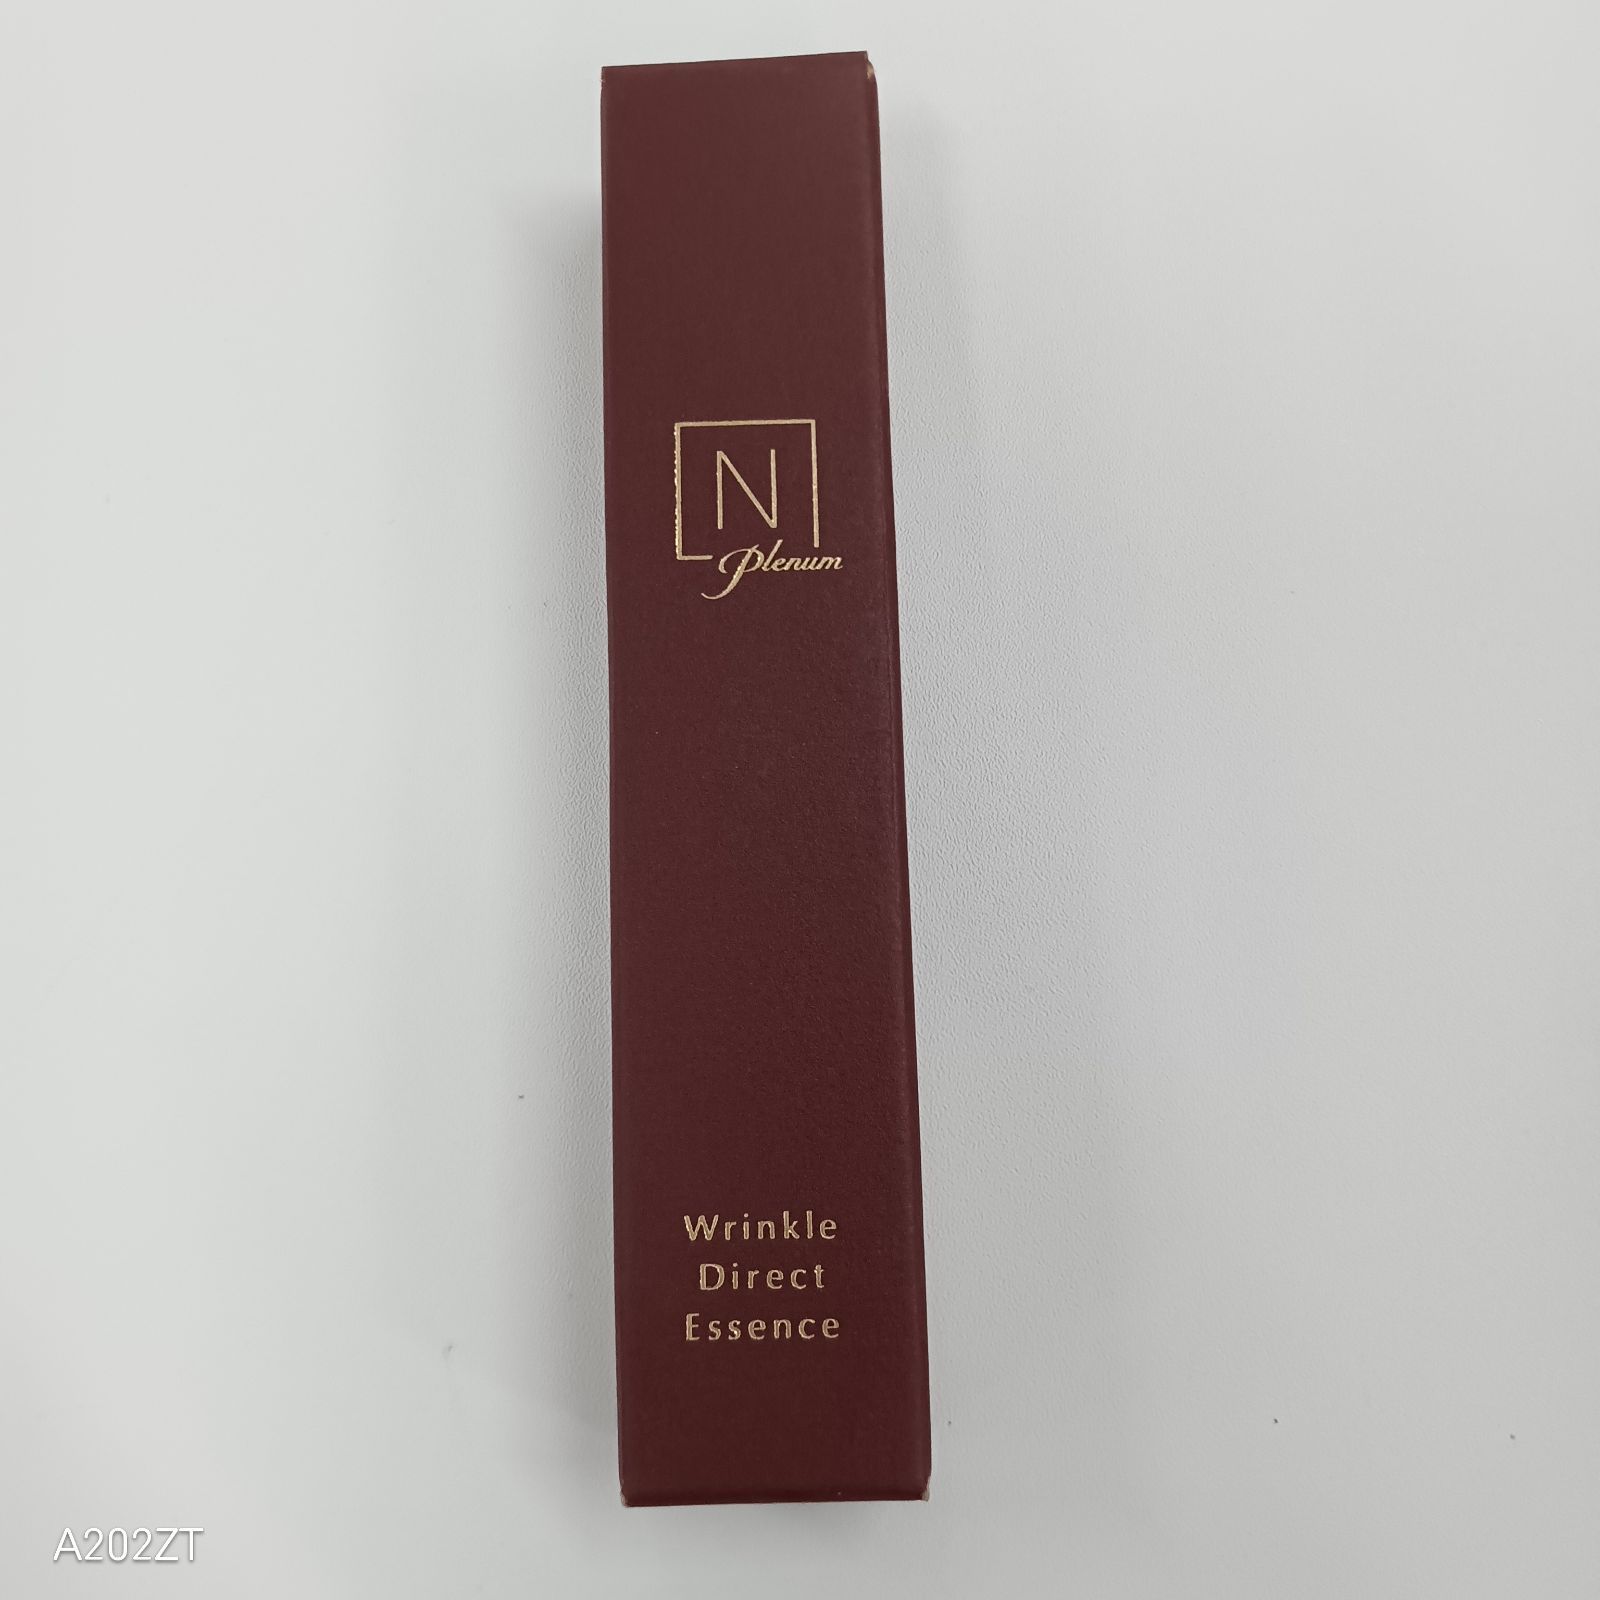 N
Plenum
Wrinkle
Direct
Essence
A202ZT